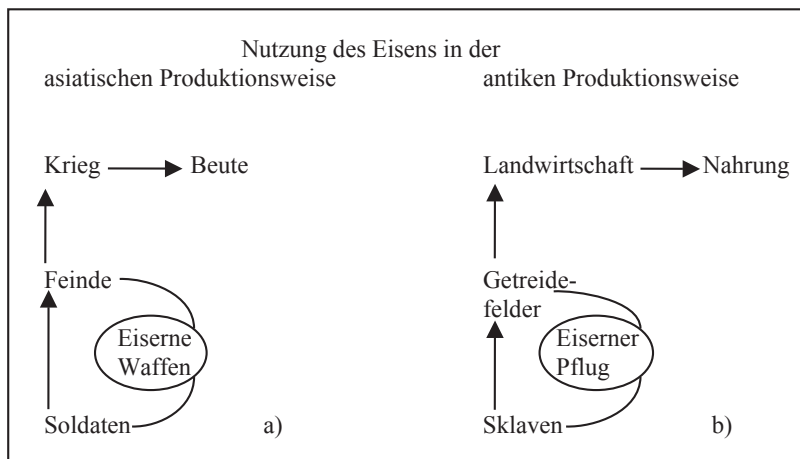 Nutzung des Eisens in der
asiatischen Produktionsweise
antiken Produktionsweise
Krieg
Beute
Landwirtschaft
Nahrung
Feinde
Getreide-
felder
Eiserne
Waffen
Eiserner
Pflug
Soldaten
a)
Sklaven
b)